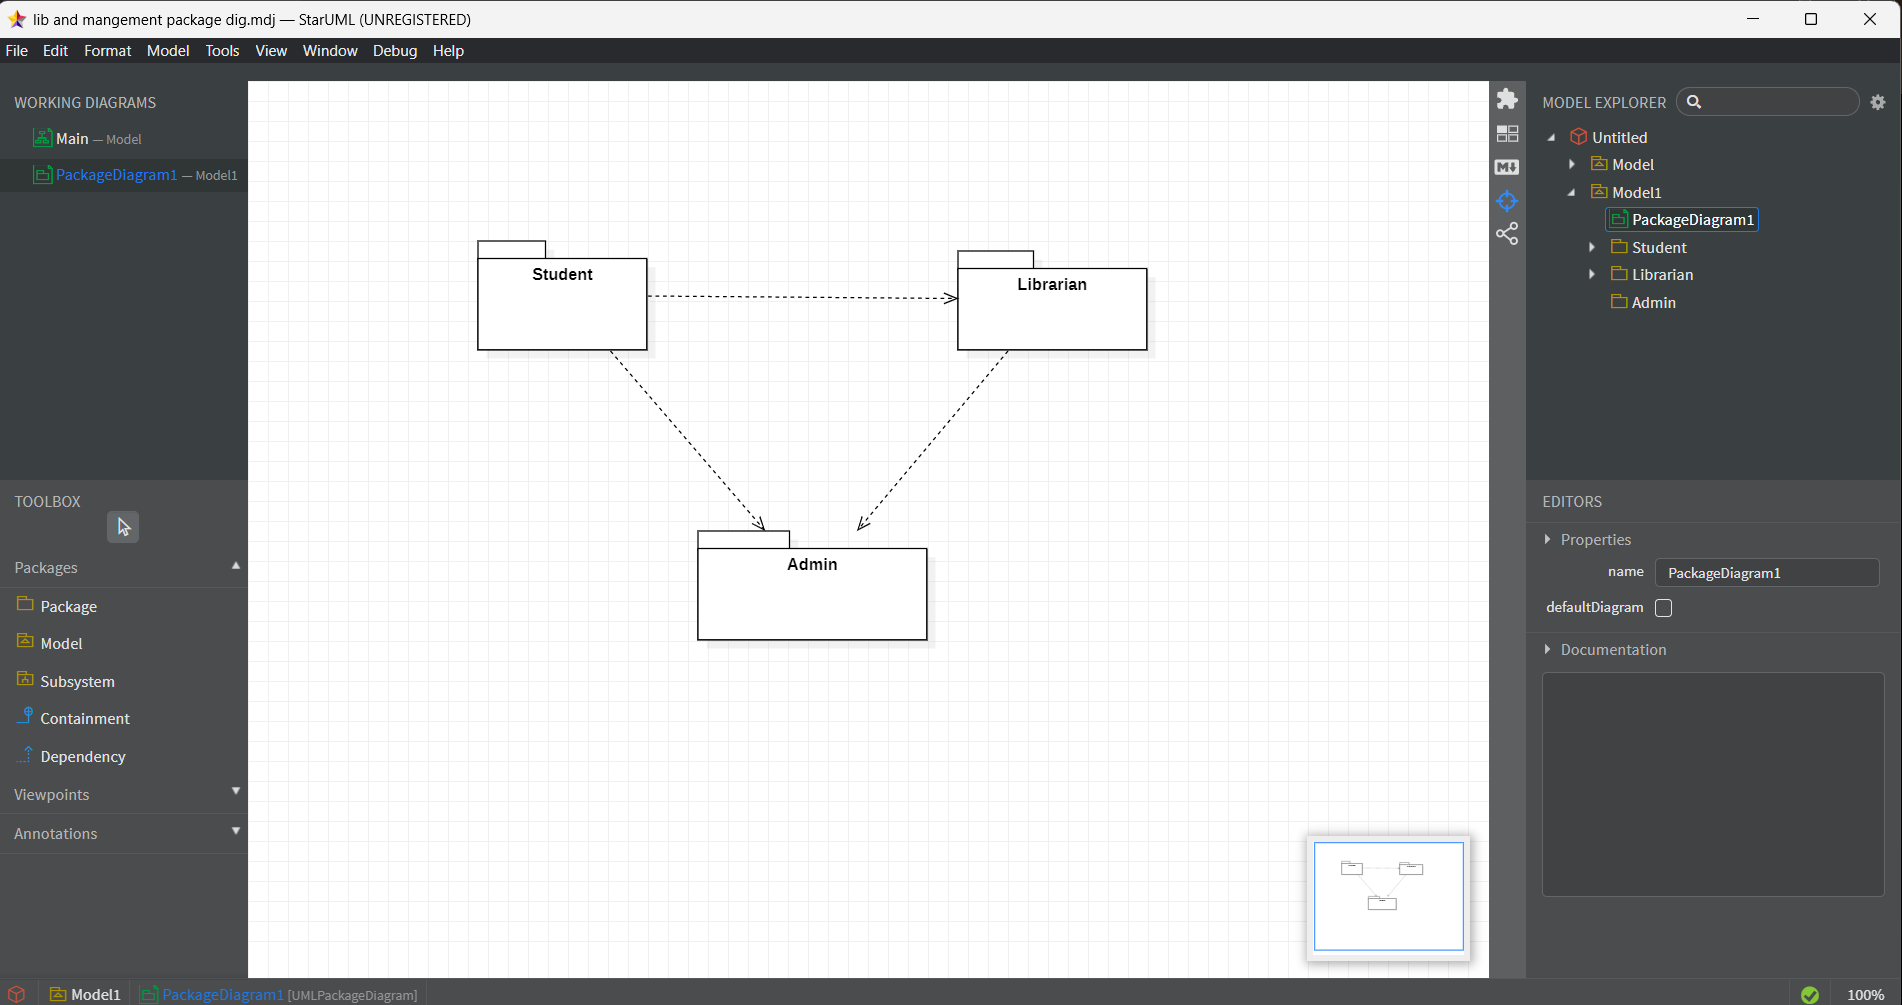 lib and mangement package dig.mdj — StarUML (UNREGISTERED)
File Edit Format Model Tools View Window Debug Help
WORKING DIAGRAMS
Main — Model
PackageDiagram1 — Model1
TOOLBOX
Packages
Package
Model
Subsystem
Containment
Dependency
Viewpoints
Annotations
Student
Librarian
Admin
M
MODEL EXPLORER
Untitled
Model
Model1
PackageDiagram1
Student
Librarian
Admin
EDITORS
Properties
name PackageDiagram1
defaultDiagram
Documentation
Model1 PackageDiagram1 [UMLPackageDiagram]
100%